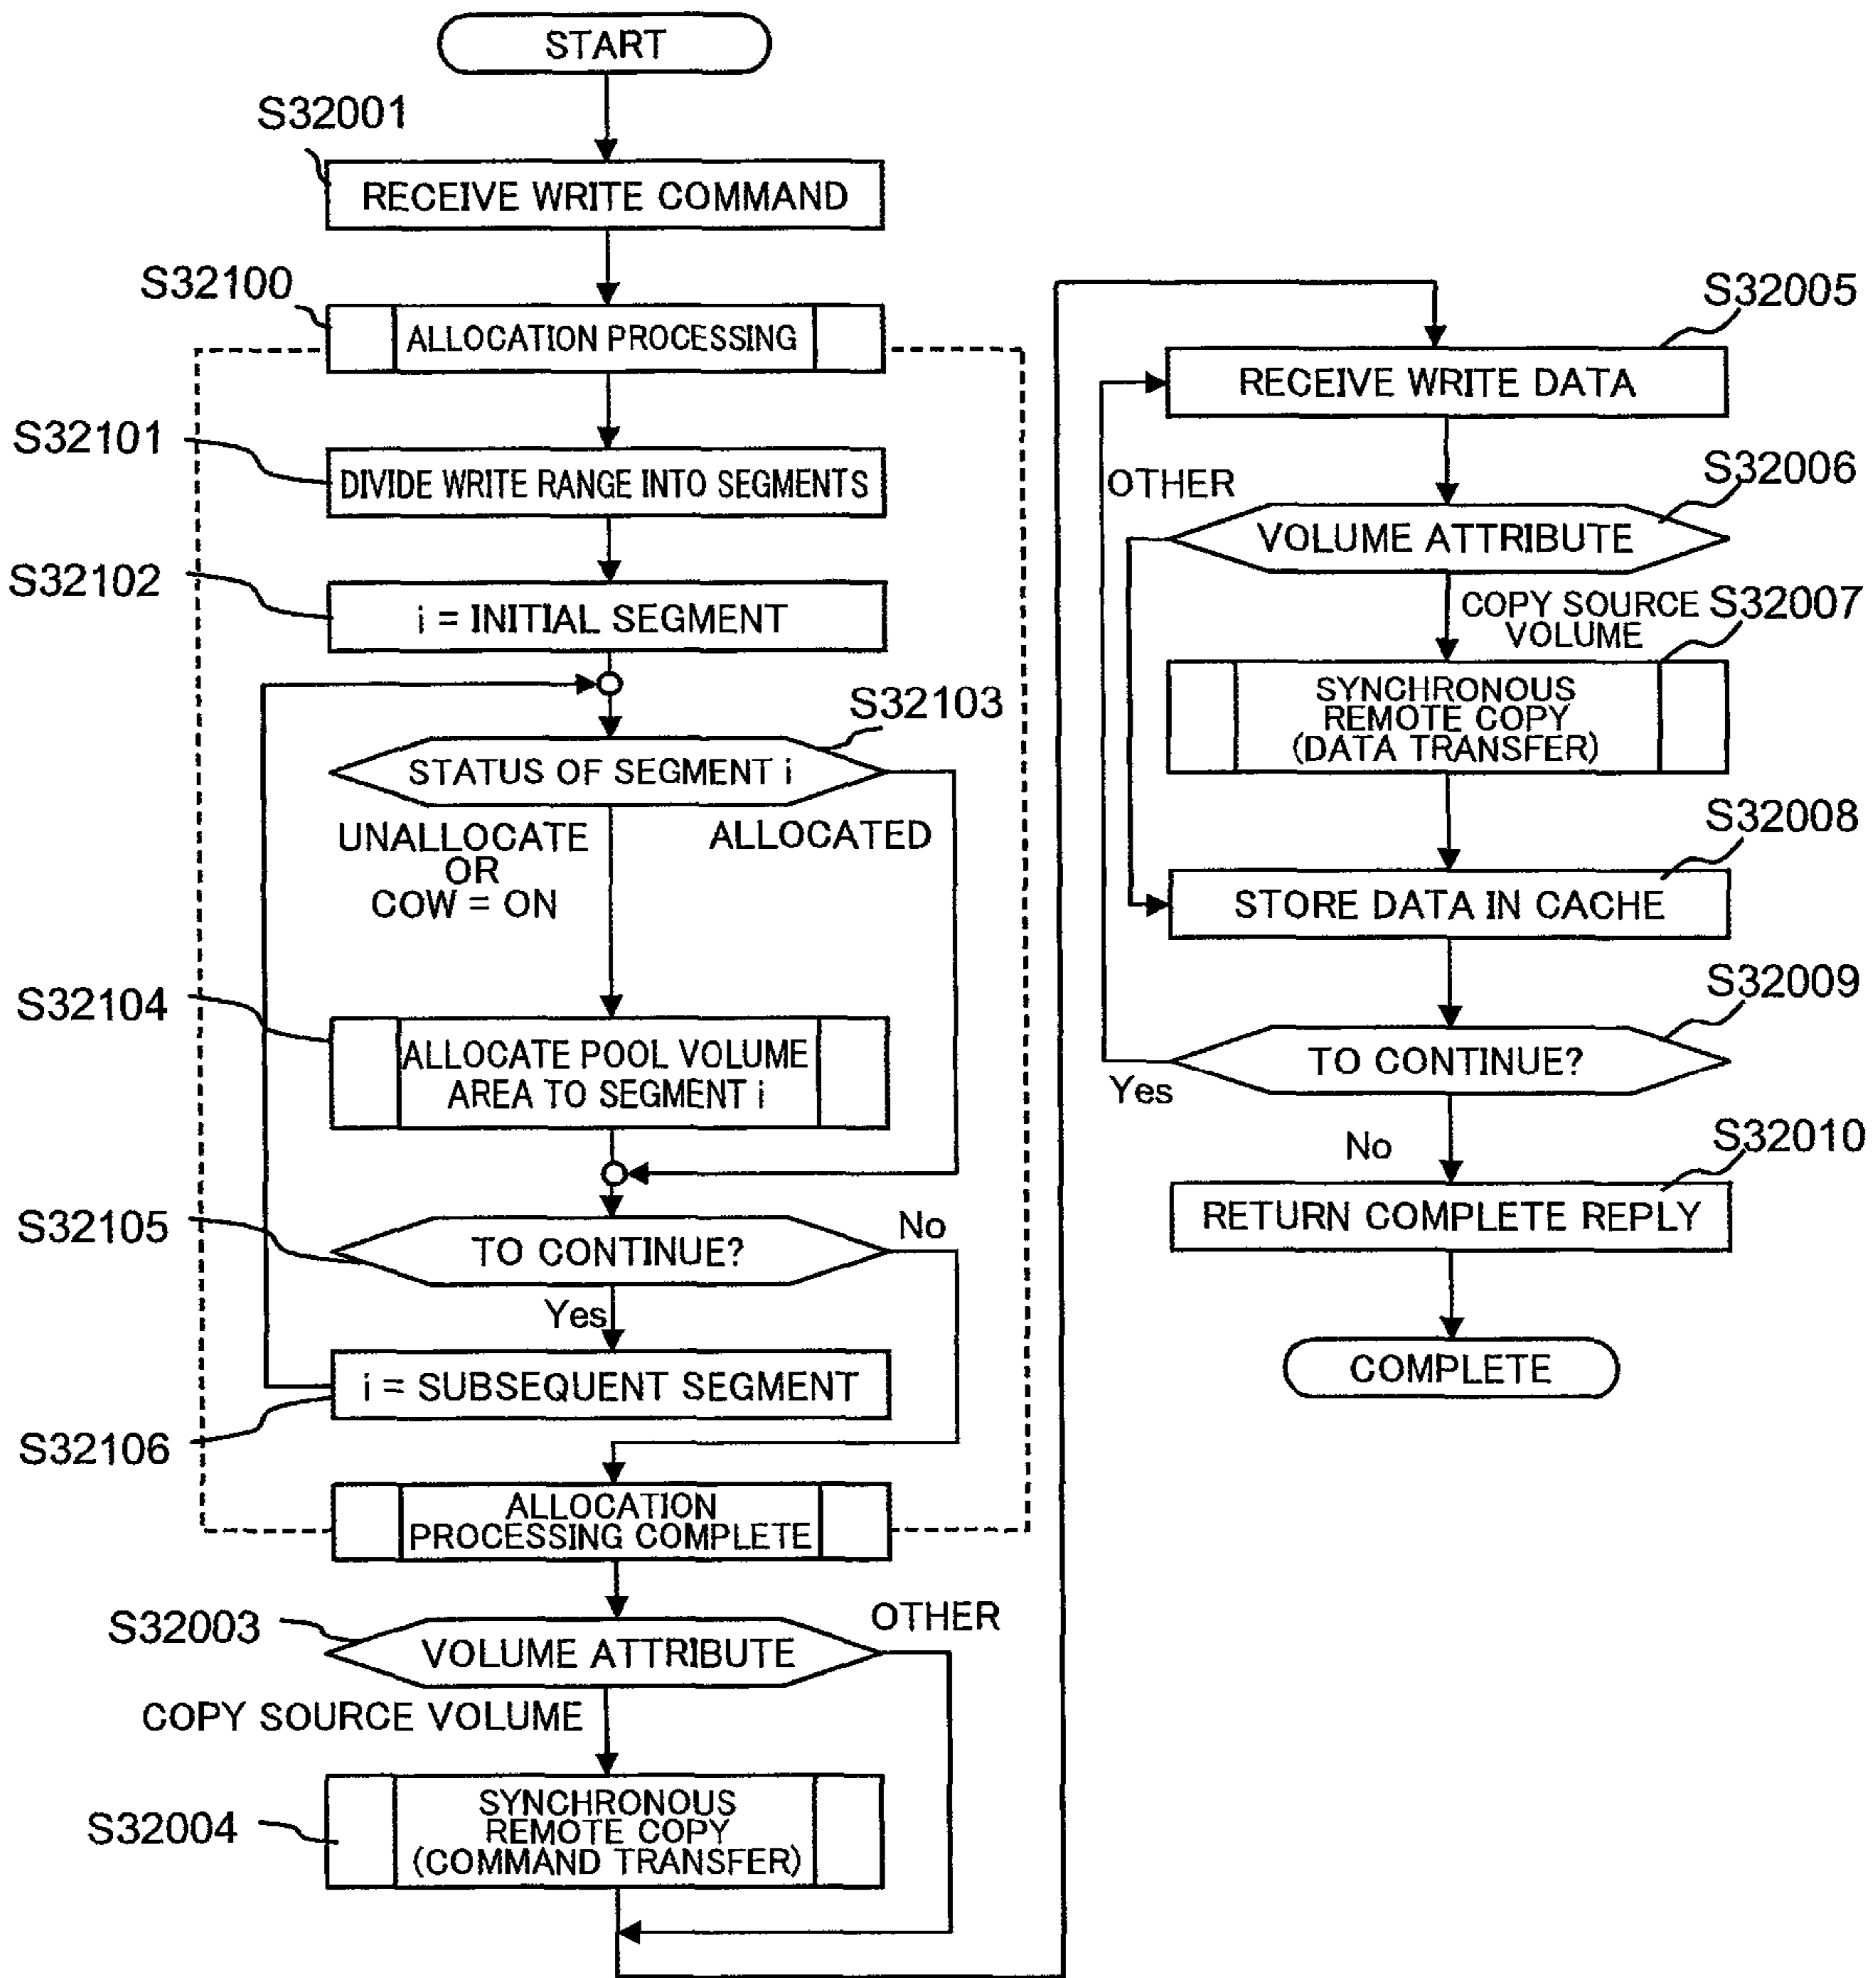 START
S32001
RECEIVE WRITE COMMAND
S32100
ALLOCATION PROCESSING
S32101
DIVIDE WRITE RANGE INTO SEGMENTS
S32102
i = INITIAL SEGMENT
S32103
STATUS OF SEGMENT i
UNALLOCATE
OR
COW = ON
ALLOCATED
S32104
ALLOCATE POOL VOLUME
AREA TO SEGMENT i
S32105
TO CONTINUE?
No
Yes
i = SUBSEQUENT SEGMENT
S32106
ALLOCATION
PROCESSING COMPLETE
S32003
VOLUME ATTRIBUTE
OTHER
COPY SOURCE VOLUME
S32004
SYNCHRONOUS
REMOTE COPY
(COMMAND TRANSFER)
S32005
RECEIVE WRITE DATA
S32006
OTHER
VOLUME ATTRIBUTE
COPY SOURCE
VOLUME
S32007
SYNCHRONOUS
REMOTE COPY
(DATA TRANSFER)
S32008
STORE DATA IN CACHE
S32009
TO CONTINUE?
Yes
No
S32010
RETURN COMPLETE REPLY
COMPLETE